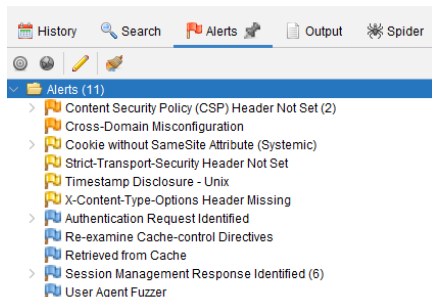 History Search Alerts Output Spider
Alerts (11)
Content Security Policy (CSP) Header Not Set (2)
Cross-Domain Misconfiguration
Cookie without SameSite Attribute (Systemic)
Strict-Transport-Security Header Not Set
Timestamp Disclosure - Unix
X-Content-Type-Options Header Missing
Authentication Request Identified
Re-examine Cache-control Directives
Retrieved from Cache
Session Management Response Identified (6)
User Agent Fuzzer